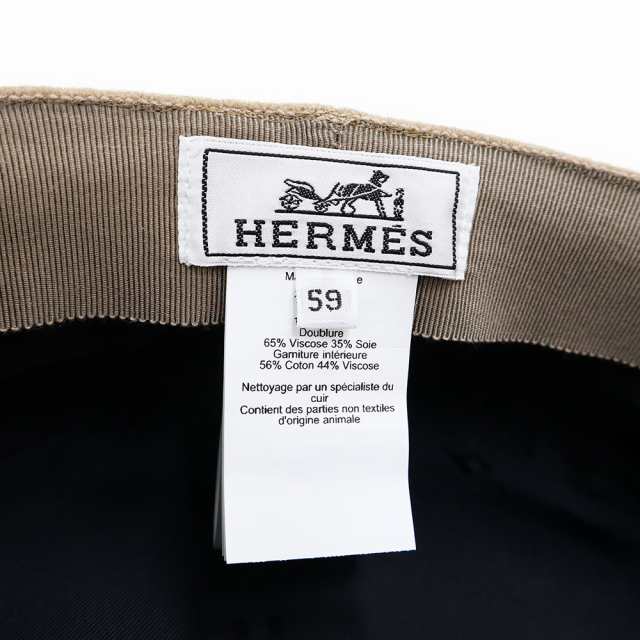 HERMÈS
59
Doublure
65% Viscose 35% Soie
Garniture intérieure
56% Coton 44% Viscose
Nettoyage par un spécialiste du
cuir
Contient des parties non textiles
d'origine animale